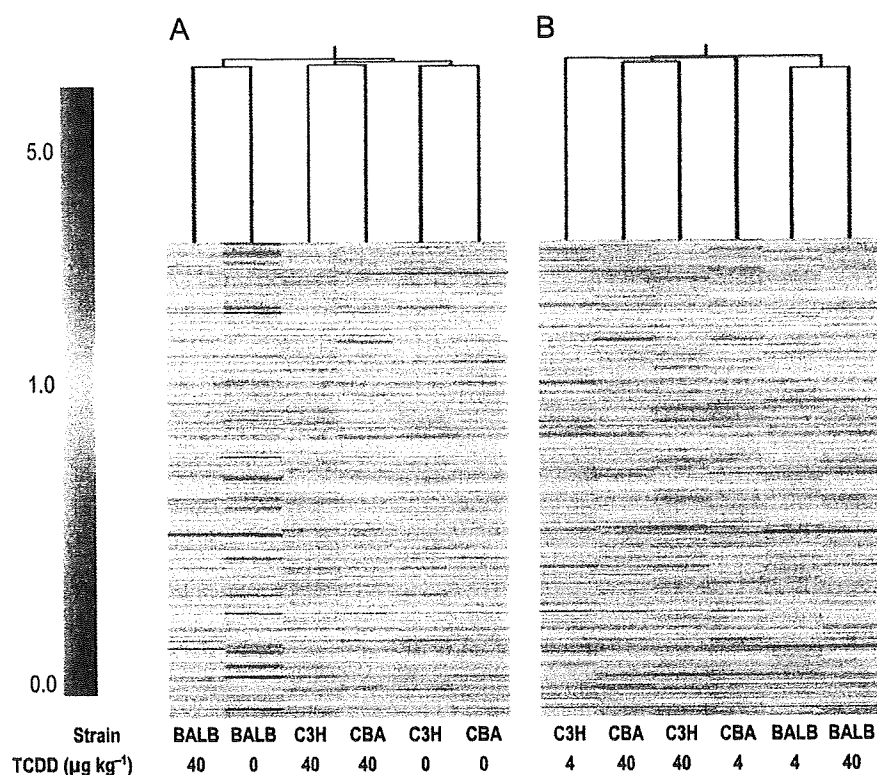 A
B
5.0
1.0
0.0
Strain BALB BALB C3H CBA C3H CBA C3H CBA C3H CBA BALB BALB
TCDD (µg kg⁻¹) 40 0 40 40 0 0 4 40 40 4 4 40